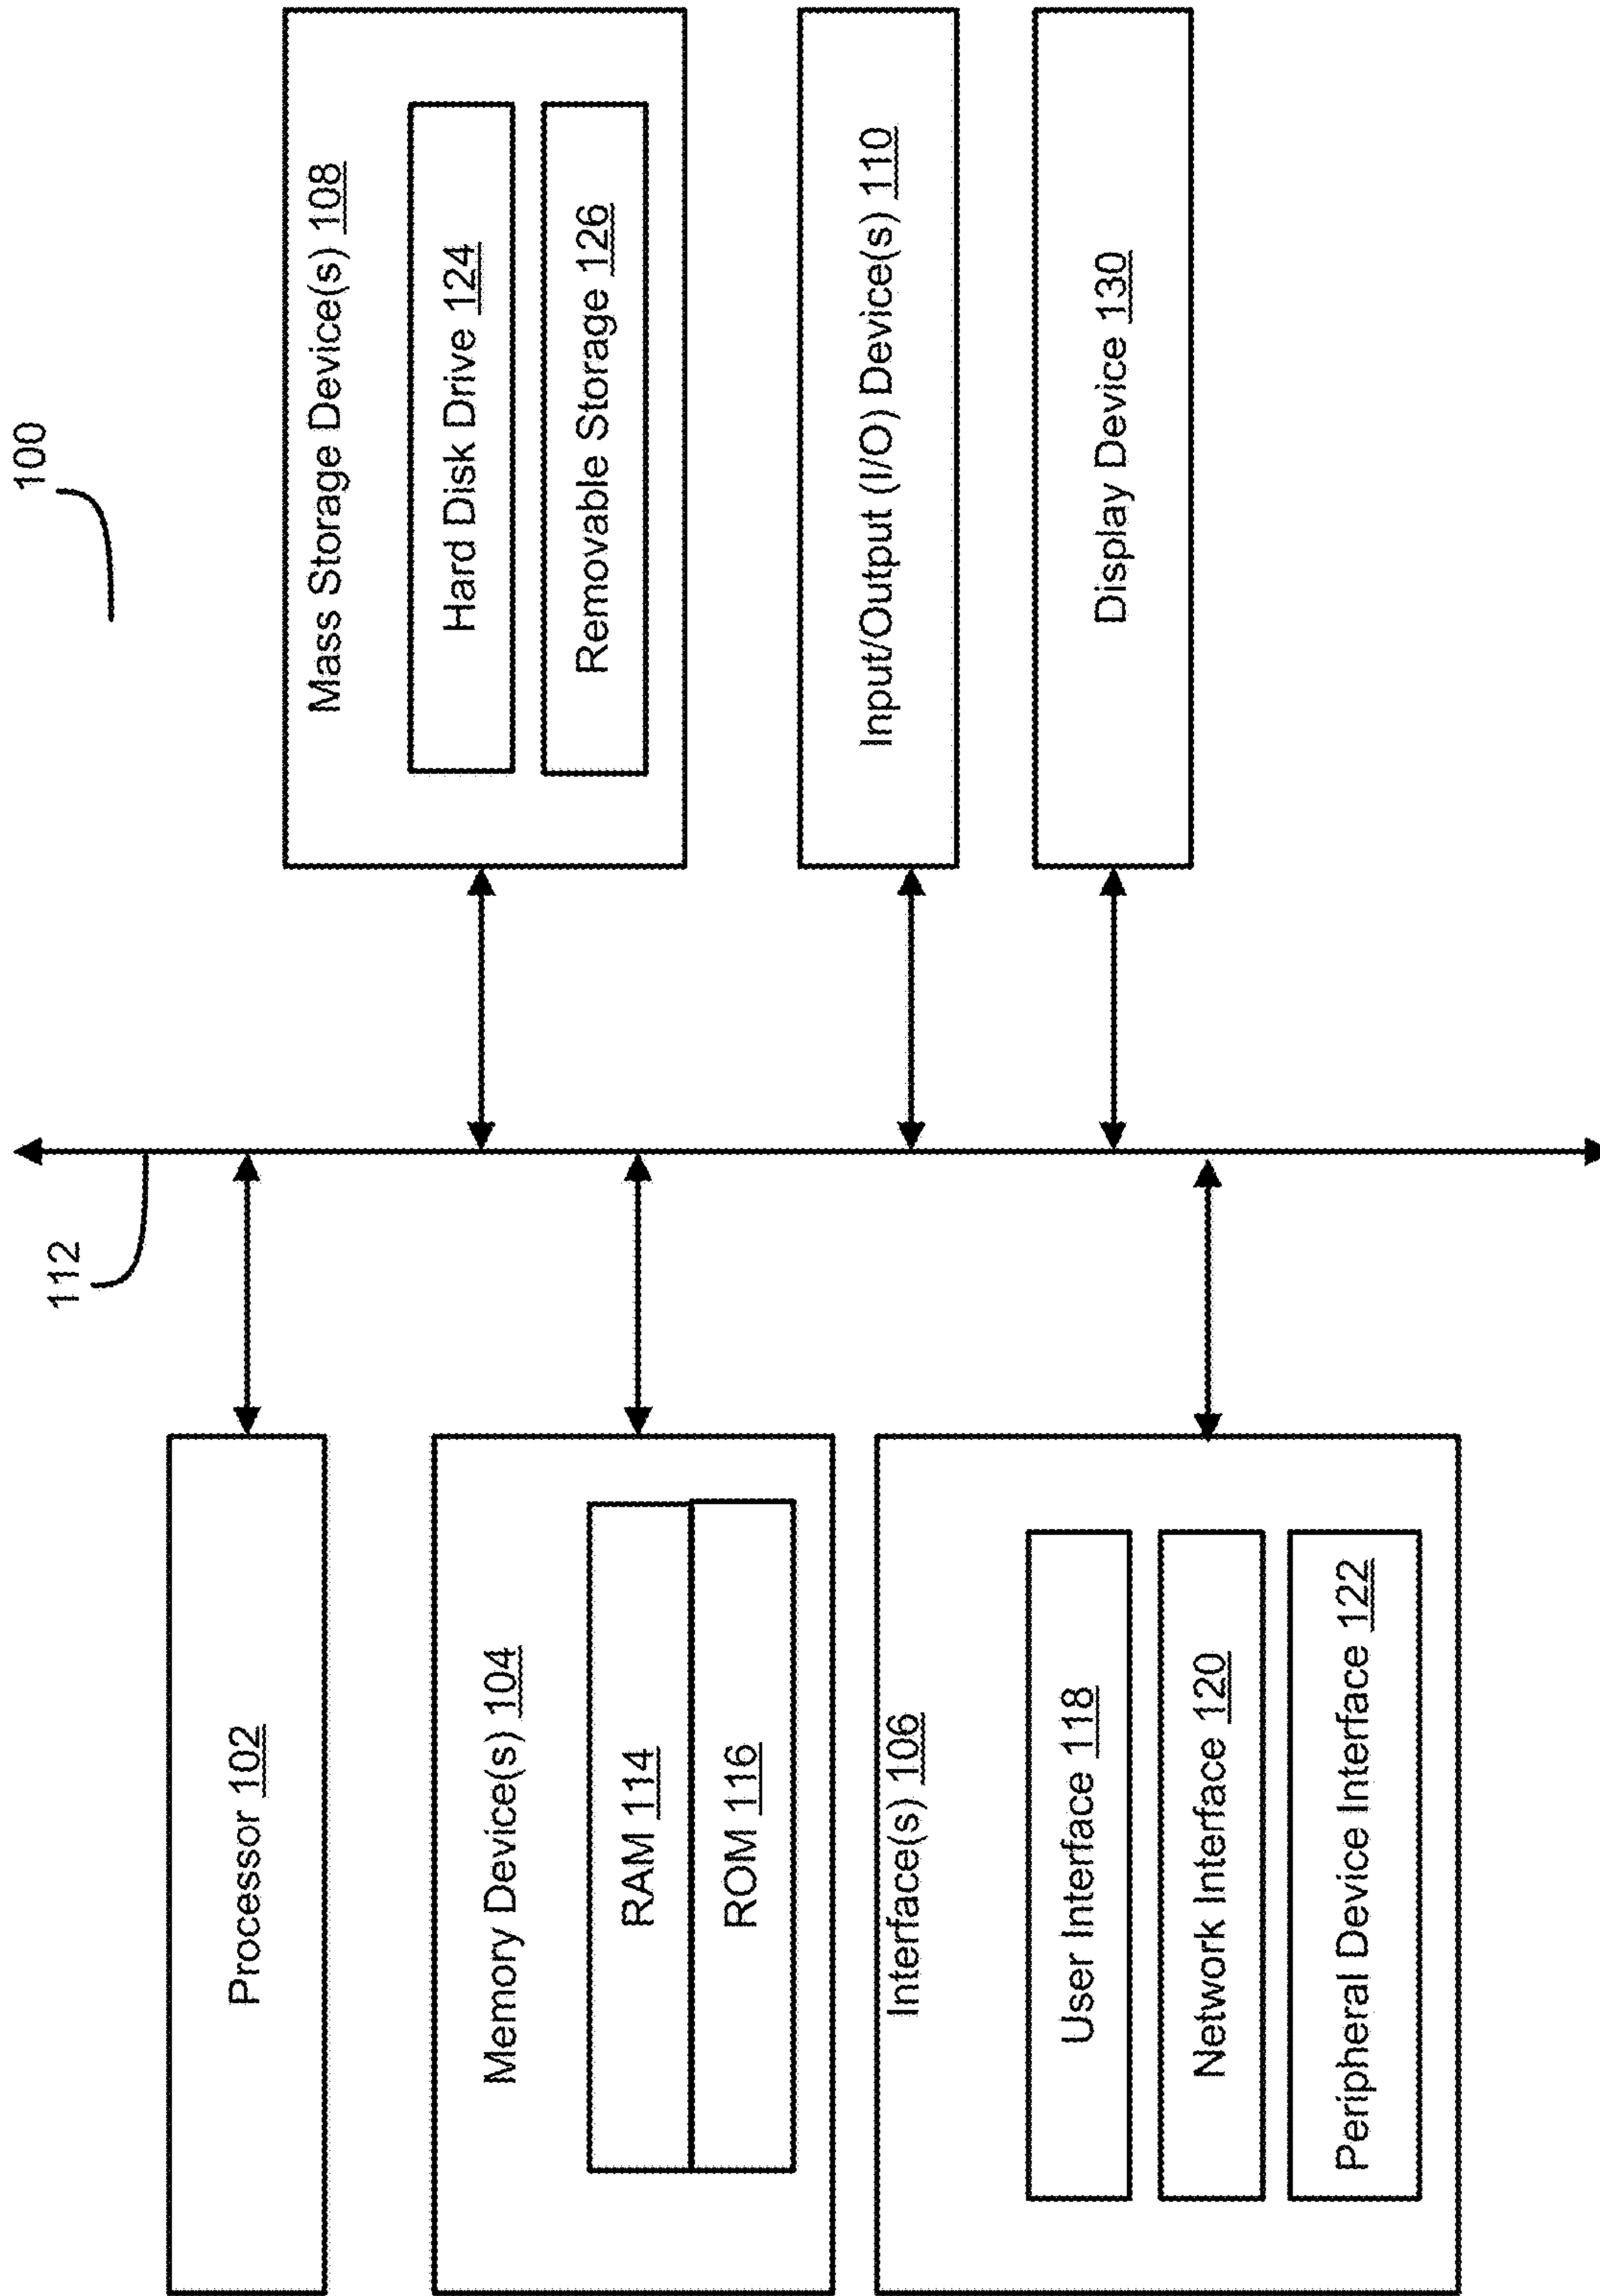 100
112
Processor 102
Memory Device(s) 104
RAM 114
ROM 116
Interface(s) 106
User Interface 118
Network Interface 120
Peripheral Device Interface 122
Mass Storage Device(s) 108
Hard Disk Drive 124
Removable Storage 126
Input/Output (I/O) Device(s) 110
Display Device 130